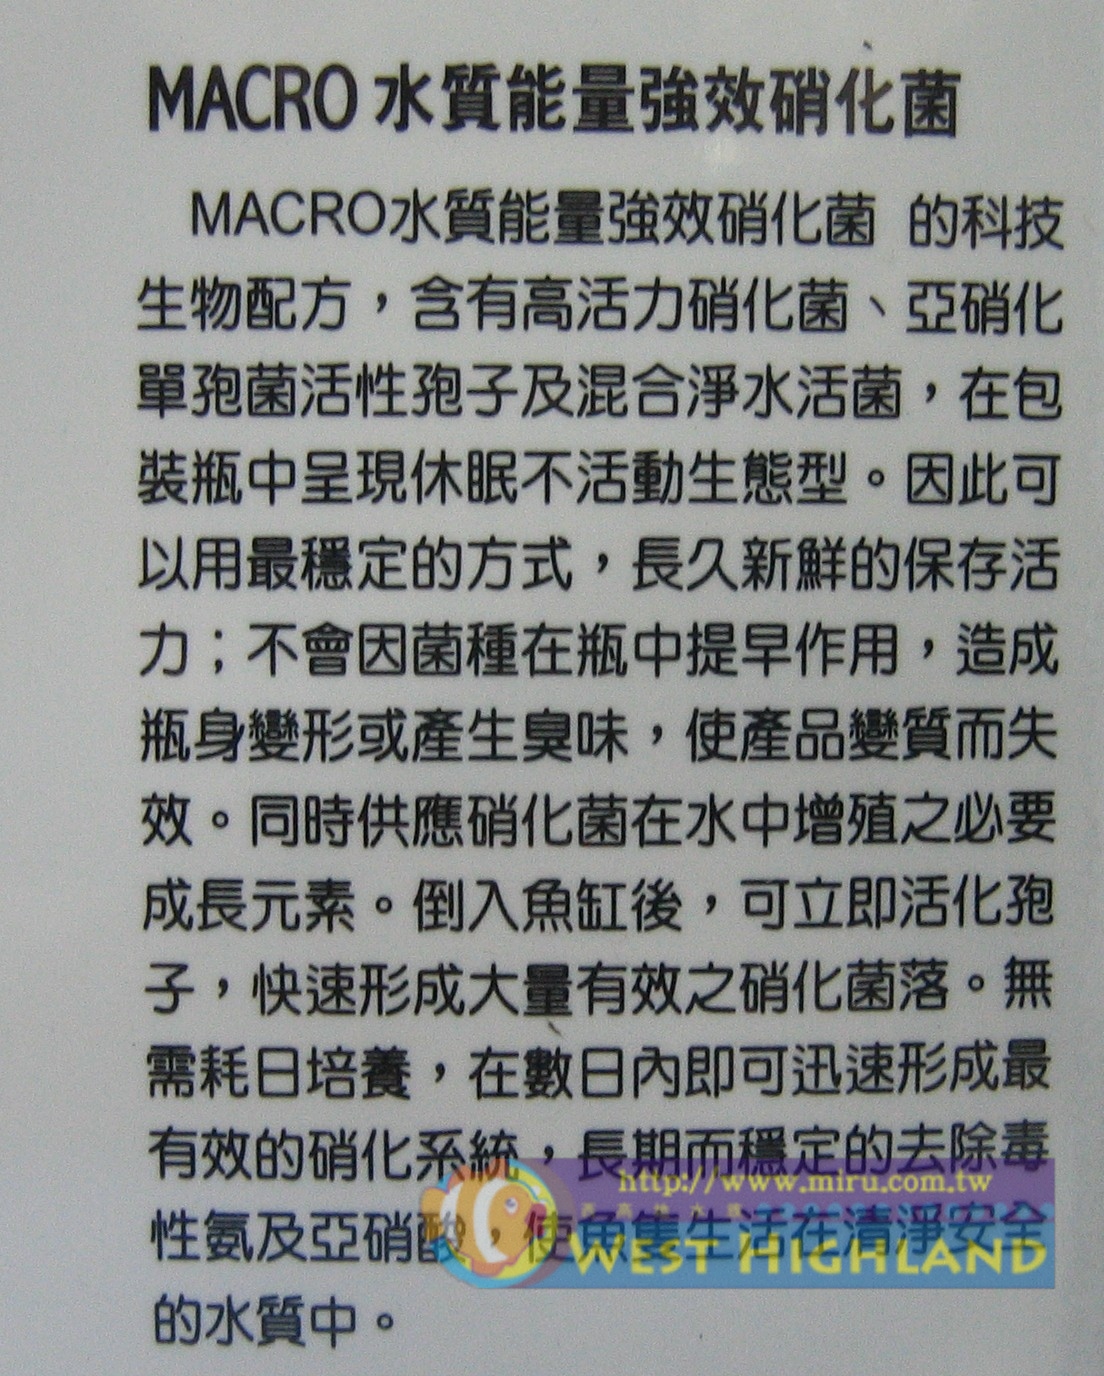 MACRO 水質能量強效硝化菌
MACRO水質能量強效硝化菌 的科技
生物配方，含有高活力硝化菌、亞硝化
單孢菌活性孢子及混合淨水活菌，在包
裝瓶中呈現休眠不活動生態型。因此可
以用最穩定的方式，長久新鮮的保存活
力；不會因菌種在瓶中提早作用，造成
瓶身變形或產生臭味，使產品變質而失
效。同時供應硝化菌在水中增殖之必要
成長元素。倒入魚缸後，可立即活化孢
子，快速形成大量有效之硝化菌落。無
需耗日培養，在數日內即可迅速形成最
有效的硝化系統，長期而穩定的去除毒
http://www.miru.com.tw
性氨及亞硝酸，使魚隻生活在清淨安全
WEST HIGHLAND
的水質中。